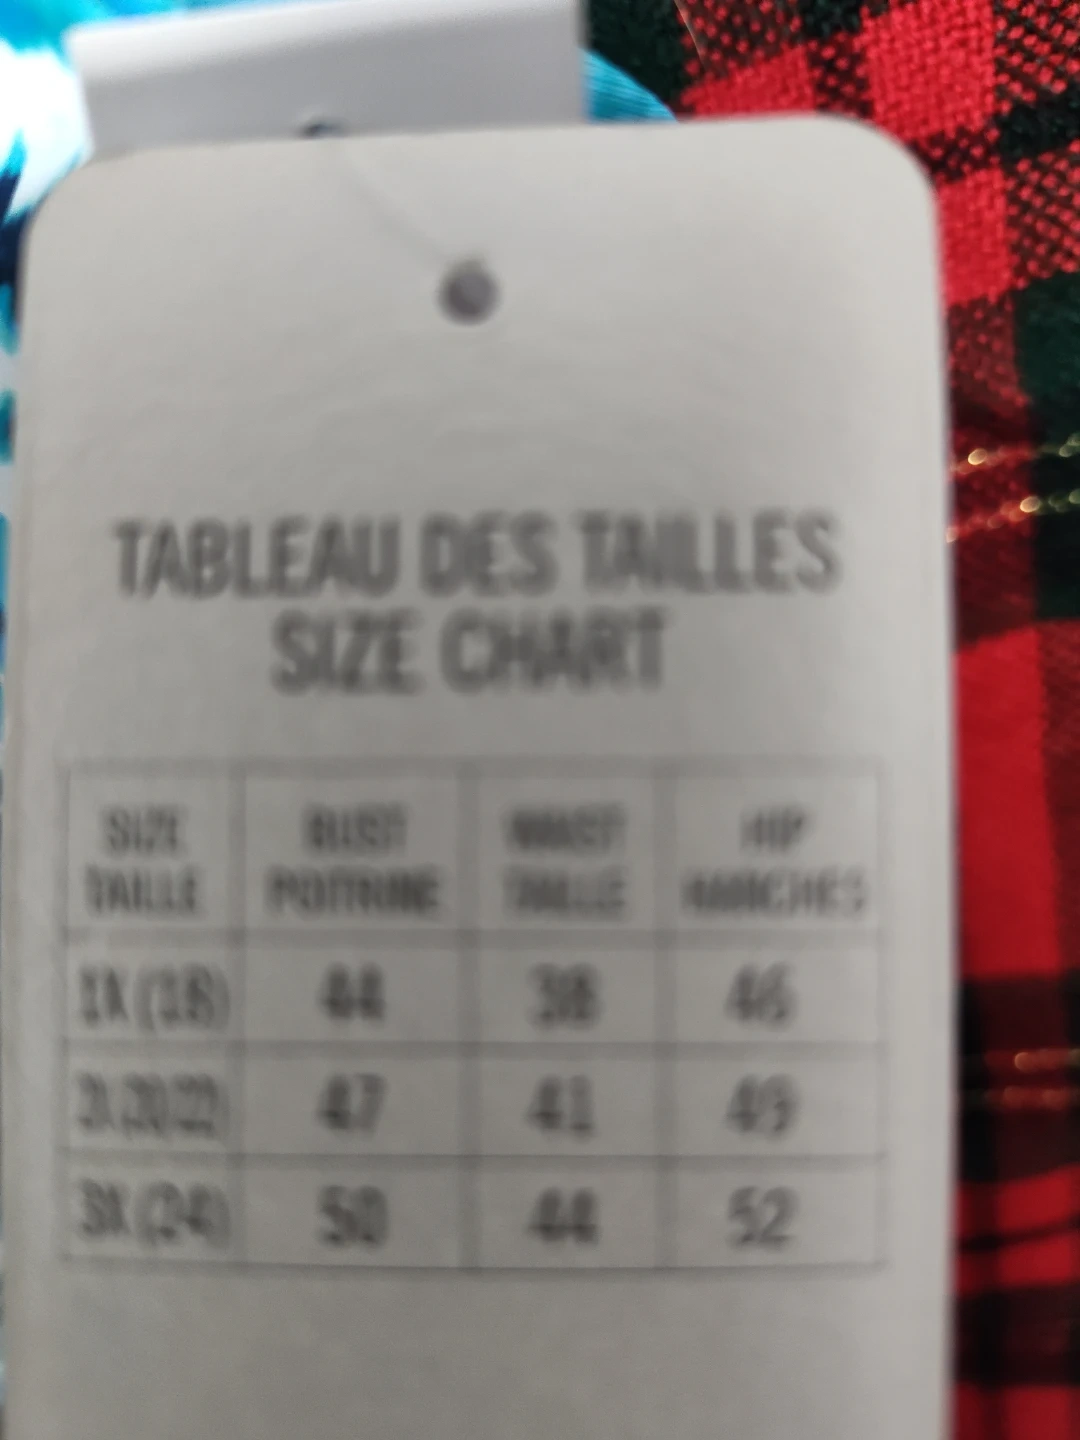 TABLEAU DES TAILLES
SIZE CHART
SIZE BUST WAIST HIP
TAILLE POITRINE TAILLE HANCHES
1X (18) 44 38 46
2X (20/22) 47 41 49
3X (24) 50 44 52